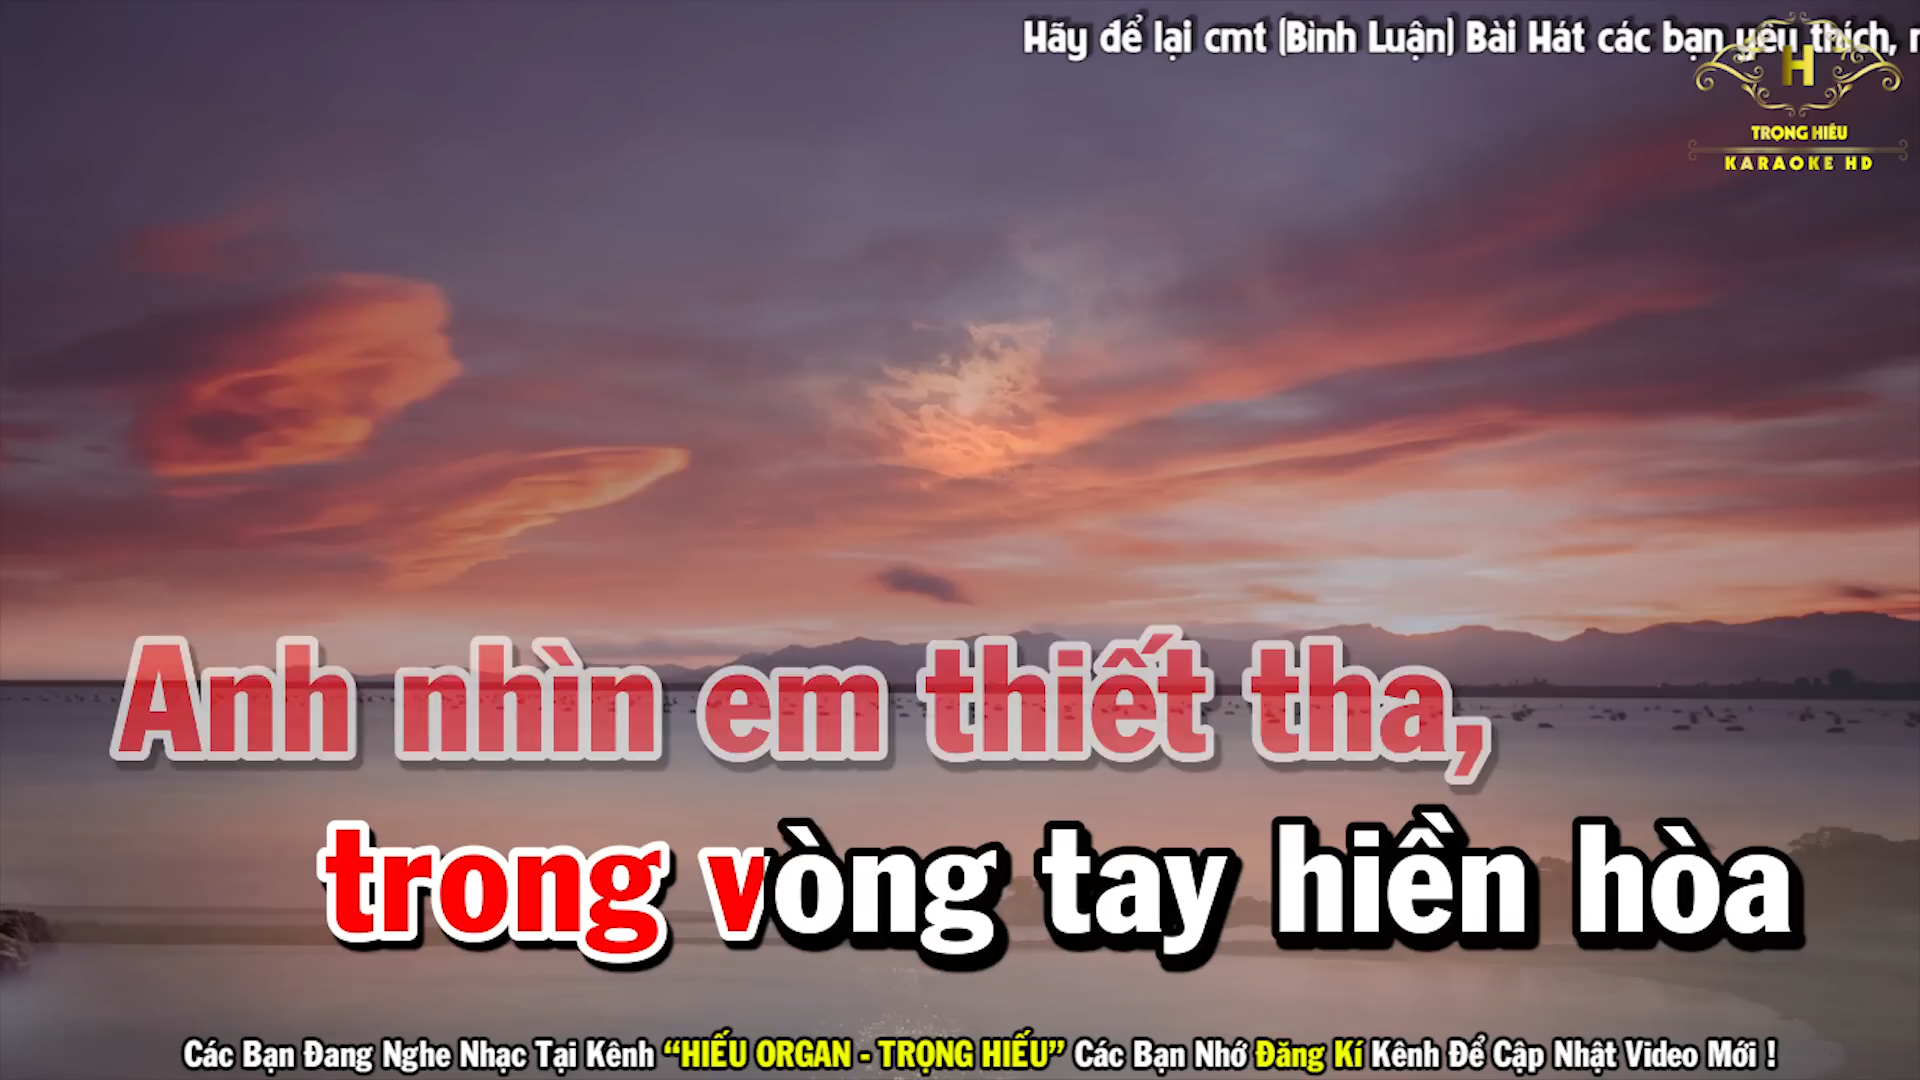 Hãy để lại cmt (Bình Luận) Bài Hát các bạn yêu thích,
H
TRỌNG HIẾU
KARAOKE HD
Anh nhìn em thiết tha,
trong vòng tay hiền hòa
Các Bạn Đang Nghe Nhạc Tại Kênh “HIẾU ORGAN - TRỌNG HIẾU” Các Bạn Nhớ Đăng Kí Kênh Để Cập Nhật Video Mới !